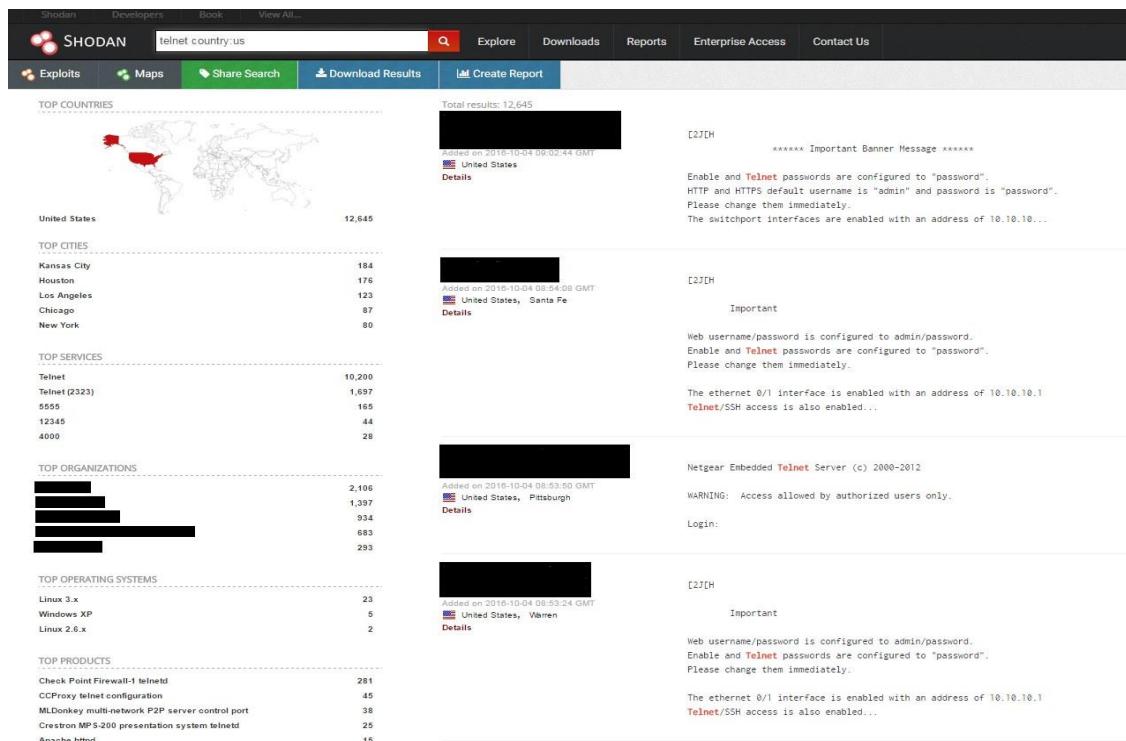 Shodan Developers Book View All...
SHODAN telnet country:us Explore Downloads Reports Enterprise Access Contact Us
Exploits Maps Share Search Download Results Create Report
TOP COUNTRIES
United States 12,645
TOP CITIES
Kansas City 184
Houston 176
Los Angeles 123
Chicago 87
New York 80
TOP SERVICES
Telnet 10,200
Telnet (2323) 1,697
5555 165
12345 44
4000 28
TOP ORGANIZATIONS
2,106
1,397
934
683
293
TOP OPERATING SYSTEMS
Linux 3.x 23
Windows XP 5
Linux 2.6.x 2
TOP PRODUCTS
Check Point Firewall-1 telnetd 281
CCProxy telnet configuration 45
MLDonkey multi-network P2P server control port 38
Crestron MPS-200 presentation system telnetd 25
Apache httpd 15
Total results: 12,645
Added on 2016-10-04 09:02:44 GMT
United States
Details
[2J[H
****** Important Banner Message ******
Enable and Telnet passwords are configured to "password".
HTTP and HTTPS default username is "admin" and password is "password".
Please change them immediately.
The switchport interfaces are enabled with an address of 10.10.10...
Added on 2016-10-04 08:54:08 GMT
United States, Santa Fe
Details
[2J[H
Important
Web username/password is configured to admin/password.
Enable and Telnet passwords are configured to "password".
Please change them immediately.
The ethernet 0/1 interface is enabled with an address of 10.10.10.1
Telnet/SSH access is also enabled...
Added on 2016-10-04 08:53:50 GMT
United States, Pittsburgh
Details
Netgear Embedded Telnet Server (c) 2000-2012
WARNING: Access allowed by authorized users only.
Login:
Added on 2016-10-04 08:53:24 GMT
United States, Warren
Details
[2J[H
Important
Web username/password is configured to admin/password.
Enable and Telnet passwords are configured to "password".
Please change them immediately.
The ethernet 0/1 interface is enabled with an address of 10.10.10.1
Telnet/SSH access is also enabled...